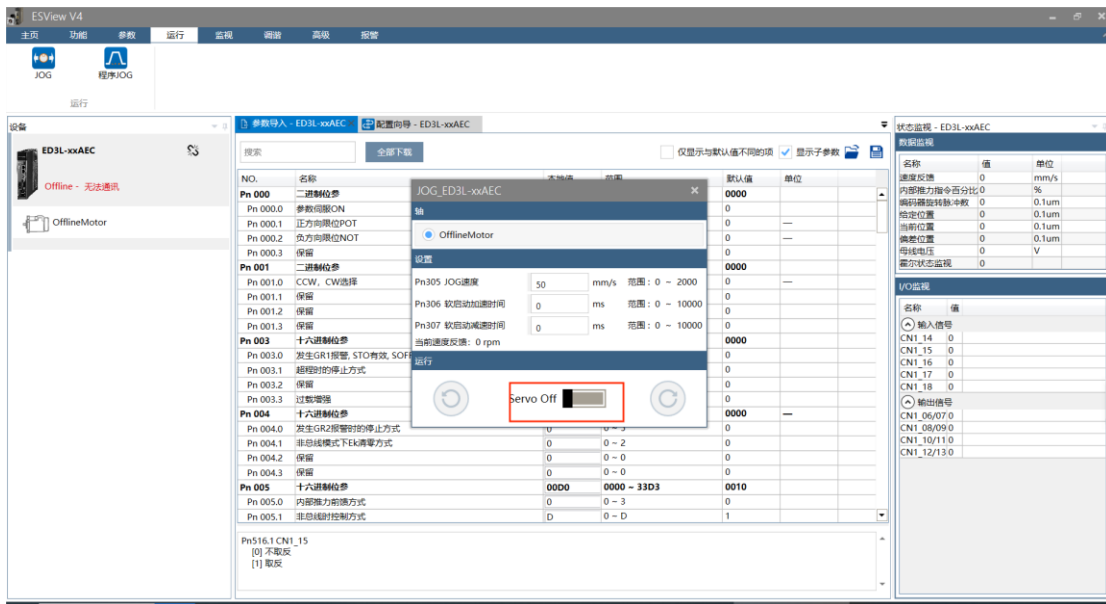 ESView V4
主页 功能 参数 运行 监视 调谐 高级 报警
JOG 程序JOG
运行
设备
ED3L-xxAEC
Offline - 无法通讯
OfflineMotor
参数导入 - ED3L-xxAEC 配置向导 - ED3L-xxAEC
搜索 全部下载 仅显示与默认值不同的项 显示子参数
NO. 名称 本地值 范围 默认值 单位
Pn 000 二进制位参 0000
Pn 000.0 参数伺服ON 0
Pn 000.1 正方向限位POT 0 —
Pn 000.2 负方向限位NOT 0 —
Pn 000.3 保留 0
Pn 001 二进制位参 0000
Pn 001.0 CCW, CW选择 0 —
Pn 001.1 保留 0
Pn 001.2 保留 0
Pn 001.3 保留 0
Pn 003 十六进制位参 0000
Pn 003.0 发生GR1报警, STO有效, SOF 0
Pn 003.1 超程时的停止方式 0
Pn 003.2 保留 0
Pn 003.3 过载增强 0
Pn 004 十六进制位参 0000 —
Pn 004.0 发生GR2报警时的停止方式 0 0 ~ 5 0
Pn 004.1 非总线模式下Ek清零方式 0 0 ~ 2 0
Pn 004.2 保留 0 0 ~ 0 0
Pn 004.3 保留 0 0 ~ 0 0
Pn 005 十六进制位参 00D0 0000 ~ 33D3 0010
Pn 005.0 内部推力前馈方式 0 0 ~ 3 0
Pn 005.1 非总线时控制方式 D 0 ~ D 1
Pn516.1 CN1_15
[0] 不取反
[1] 取反
JOG_ED3L-xxAEC
轴
OfflineMotor
设置
Pn305 JOG速度 50 mm/s 范围：0 ~ 2000
Pn306 软启动加速时间 0 ms 范围：0 ~ 10000
Pn307 软启动减速时间 0 ms 范围：0 ~ 10000
当前速度反馈：0 rpm
运行
Servo Off
状态监视 - ED3L-xxAEC
数据监视
名称 值 单位
速度反馈 0 mm/s
内部推力指令百分比 0 %
编码器旋转脉冲数 0 0.1um
给定位置 0 0.1um
当前位置 0 0.1um
偏差位置 0 0.1um
母线电压 0 V
霍尔状态监视 0
I/O监视
名称 值
输入信号
CN1_14 0
CN1_15 0
CN1_16 0
CN1_17 0
CN1_18 0
输出信号
CN1_06/07 0
CN1_08/09 0
CN1_10/11 0
CN1_12/13 0